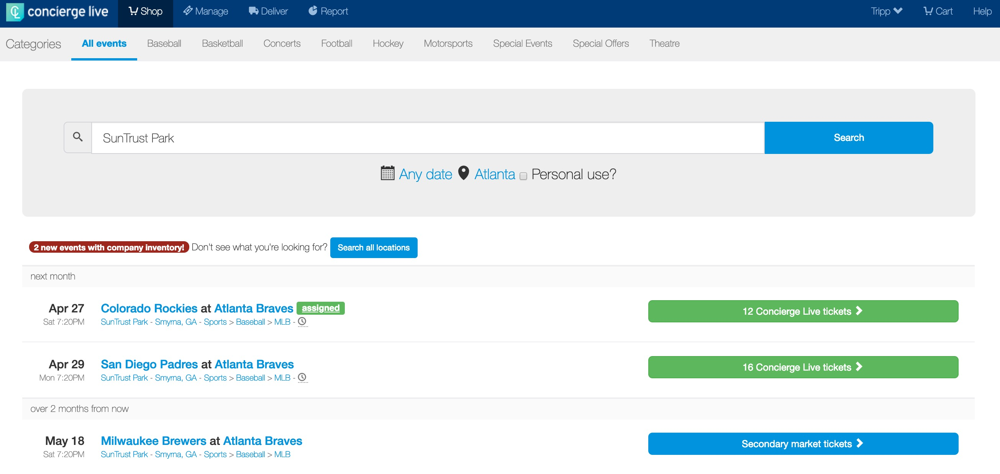 CL concierge live Shop Manage Deliver Report Tripp Cart Help
Categories All events Baseball Basketball Concerts Football Hockey Motorsports Special Events Special Offers Theatre
SunTrust Park Search
Any date Atlanta Personal use?
2 new events with company inventory! Don't see what you're looking for? Search all locations
next month
Apr 27 Colorado Rockies at Atlanta Braves assigned 12 Concierge Live tickets
Sat 7:20PM SunTrust Park - Smyrna, GA - Sports > Baseball > MLB -
Apr 29 San Diego Padres at Atlanta Braves 16 Concierge Live tickets
Mon 7:20PM SunTrust Park - Smyrna, GA - Sports > Baseball > MLB -
over 2 months from now
May 18 Milwaukee Brewers at Atlanta Braves Secondary market tickets
Sat 7:20PM SunTrust Park - Smyrna, GA - Sports > Baseball > MLB